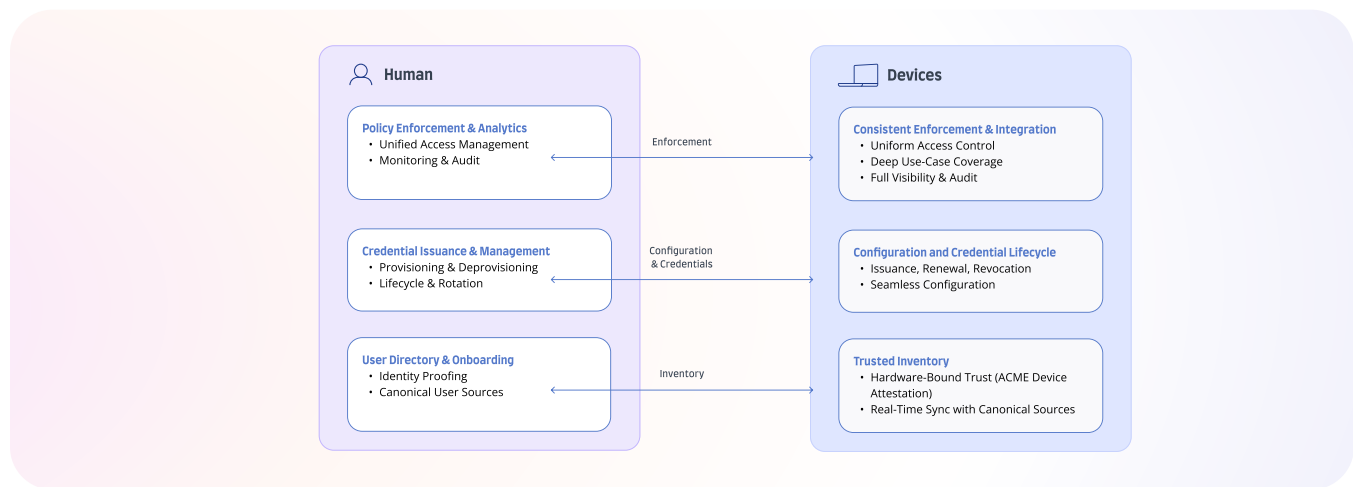 Human
Policy Enforcement & Analytics
• Unified Access Management
• Monitoring & Audit
Credential Issuance & Management
• Provisioning & Deprovisioning
• Lifecycle & Rotation
User Directory & Onboarding
• Identity Proofing
• Canonical User Sources
Enforcement
Configuration
& Credentials
Inventory
Devices
Consistent Enforcement & Integration
• Uniform Access Control
• Deep Use-Case Coverage
• Full Visibility & Audit
Configuration and Credential Lifecycle
• Issuance, Renewal, Revocation
• Seamless Configuration
Trusted Inventory
• Hardware-Bound Trust (ACME Device
Attestation)
• Real-Time Sync with Canonical Sources